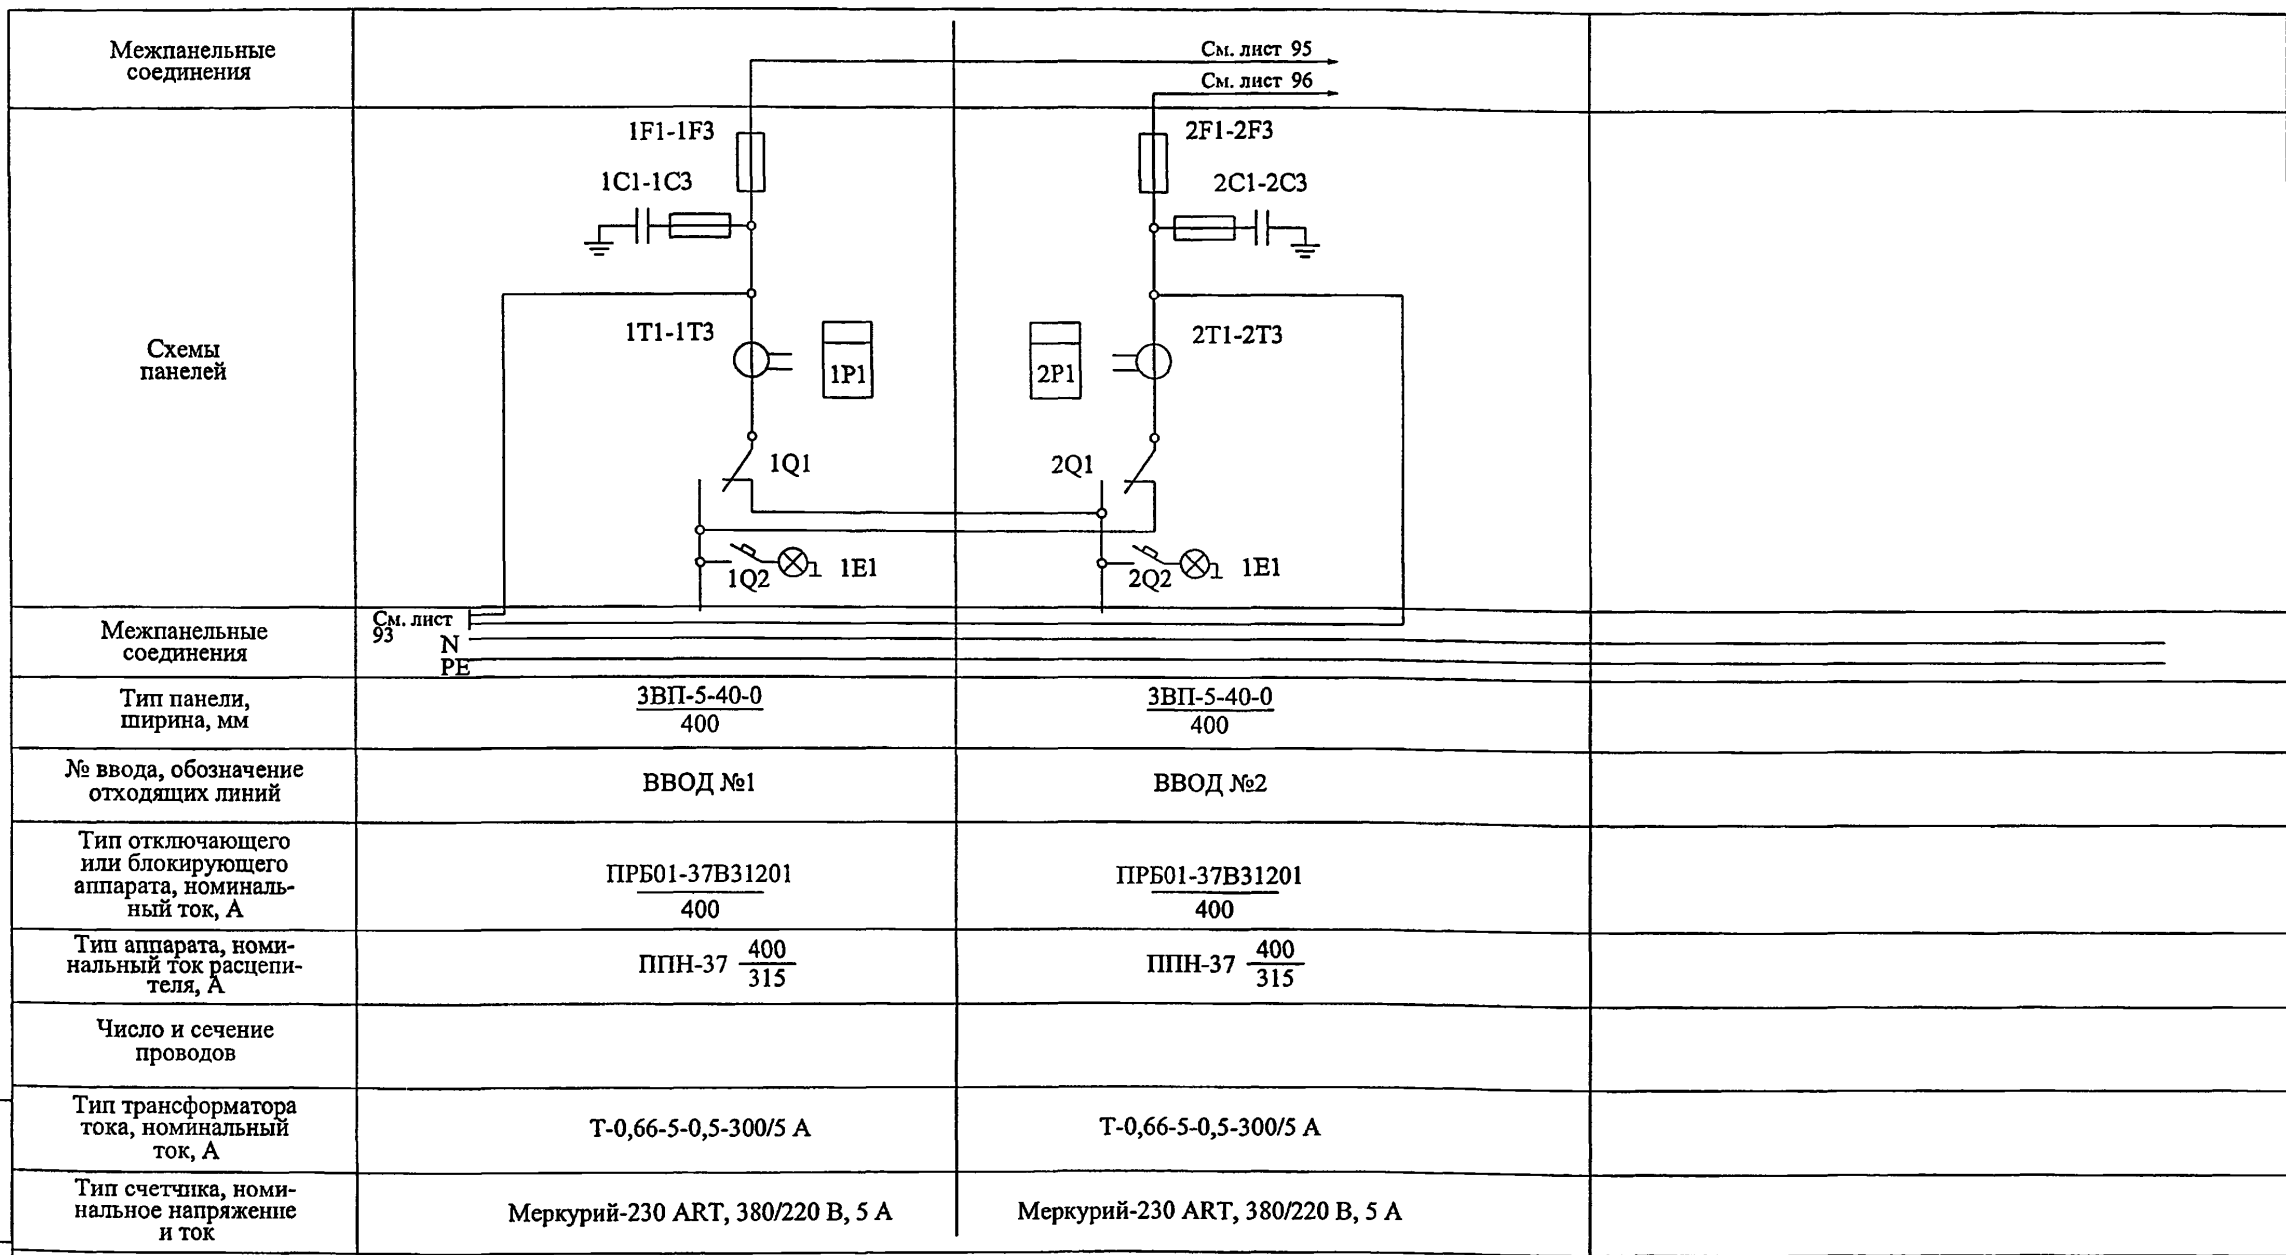 Межпанельные
соединения
См. лист 95
См. лист 96
Схемы
панелей
1F1-1F3
2F1-2F3
1C1-1C3
2C1-2C3
1T1-1T3
1P1
2P1
2T1-2T3
1Q1
2Q1
1Q2
1E1
2Q2
1E1
Межпанельные
соединения
См. лист
93
N
PE
Тип панели,
ширина, мм
3ВП-5-40-0
400
3ВП-5-40-0
400
№ ввода, обозначение
отходящих линий
ВВОД №1
ВВОД №2
Тип отключающего
или блокирующего
аппарата, номиналь-
ный ток, А
ПРБ01-37В31201
400
ПРБ01-37В31201
400
Тип аппарата, номи-
нальный ток расцепи-
теля, А
ППН-37 400
315
ППН-37 400
315
Число и сечение
проводов
Тип трансформатора
тока, номинальный
ток, А
Т-0,66-5-0,5-300/5 А
Т-0,66-5-0,5-300/5 А
Тип счетчика, номи-
нальное напряжение
и ток
Меркурий-230 ART, 380/220 В, 5 А
Меркурий-230 ART, 380/220 В, 5 А